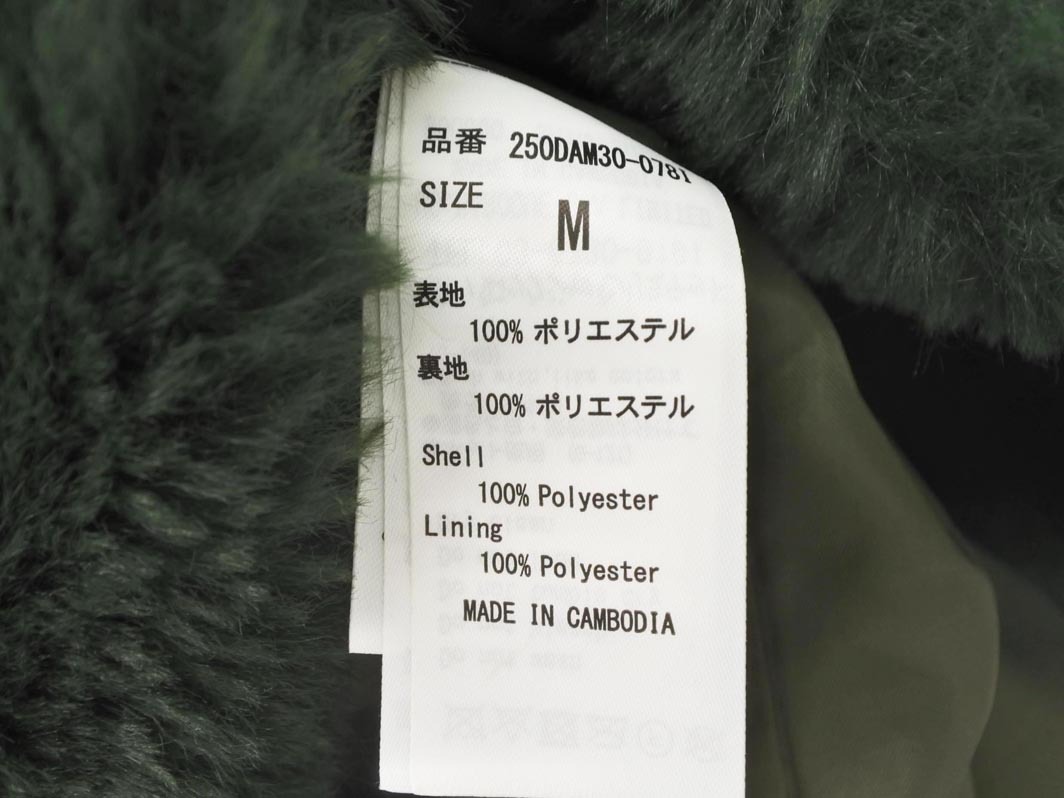 品番 250DAM30-0781
SIZE
M
表地
100% ポリエステル
裏地
100% ポリエステル
Shell
100% Polyester
Lining
100% Polyester
MADE IN CAMBODIA